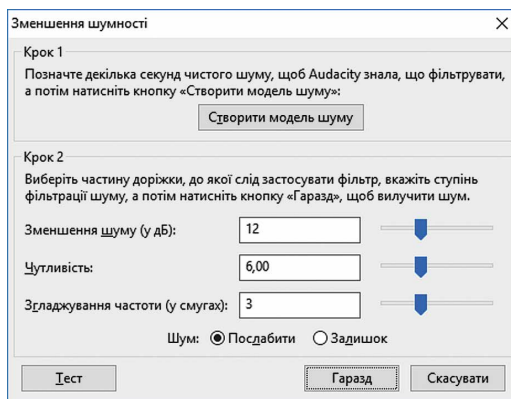 Зменшення шумності
Крок 1
Позначте декілька секунд чистого шуму, щоб Audacity знала, що фільтрувати,
а потім натисніть кнопку «Створити модель шуму»:
Створити модель шуму
Крок 2
Виберіть частину доріжки, до якої слід застосувати фільтр, вкажіть ступінь
фільтрації шуму, а потім натисніть кнопку «Гаразд», щоб вилучити шум.
Зменшення шуму (у дБ): 12
Чутливість: 6,00
Згладжування частоти (у смугах): 3
Шум: Послабити Залишок
Тест Гаразд Скасувати